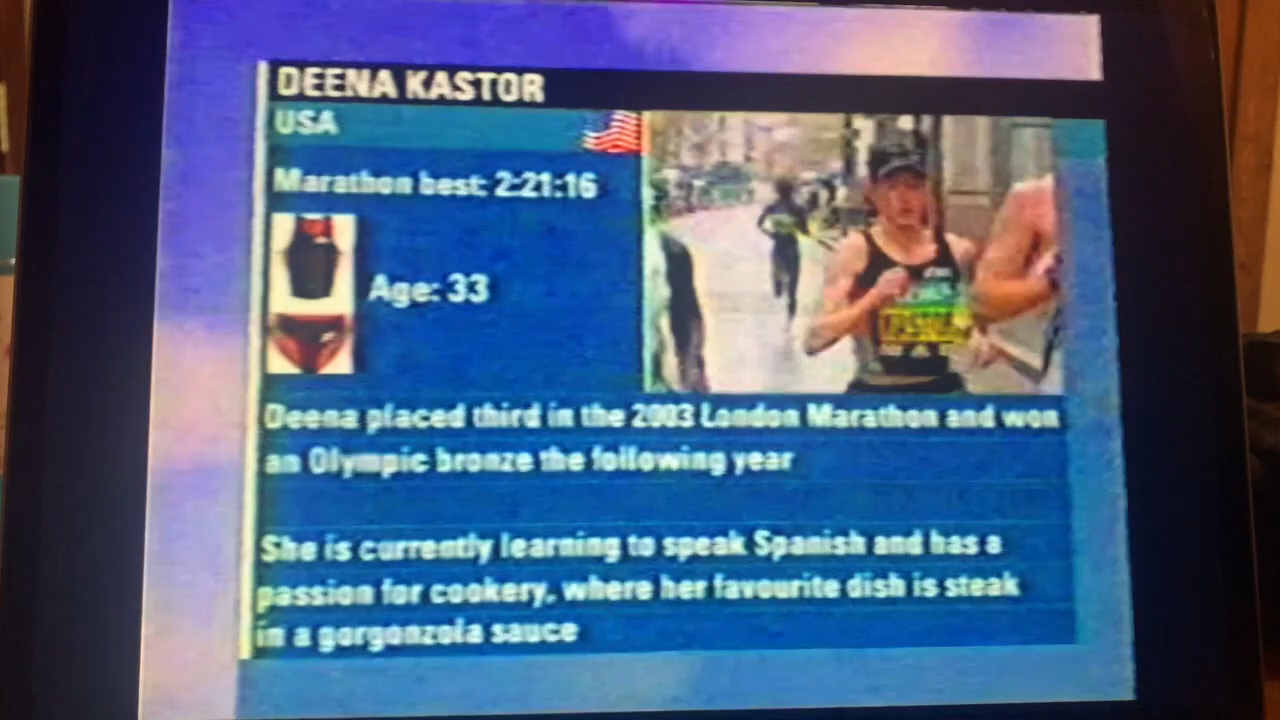 DEENA KASTOR
USA
Marathon best: 2:21:16
Age: 33
Deena placed third in the 2003 London Marathon and won
an Olympic bronze the following year
She is currently learning to speak Spanish and has a
passion for cookery, where her favourite dish is steak
in a gorgonzola sauce